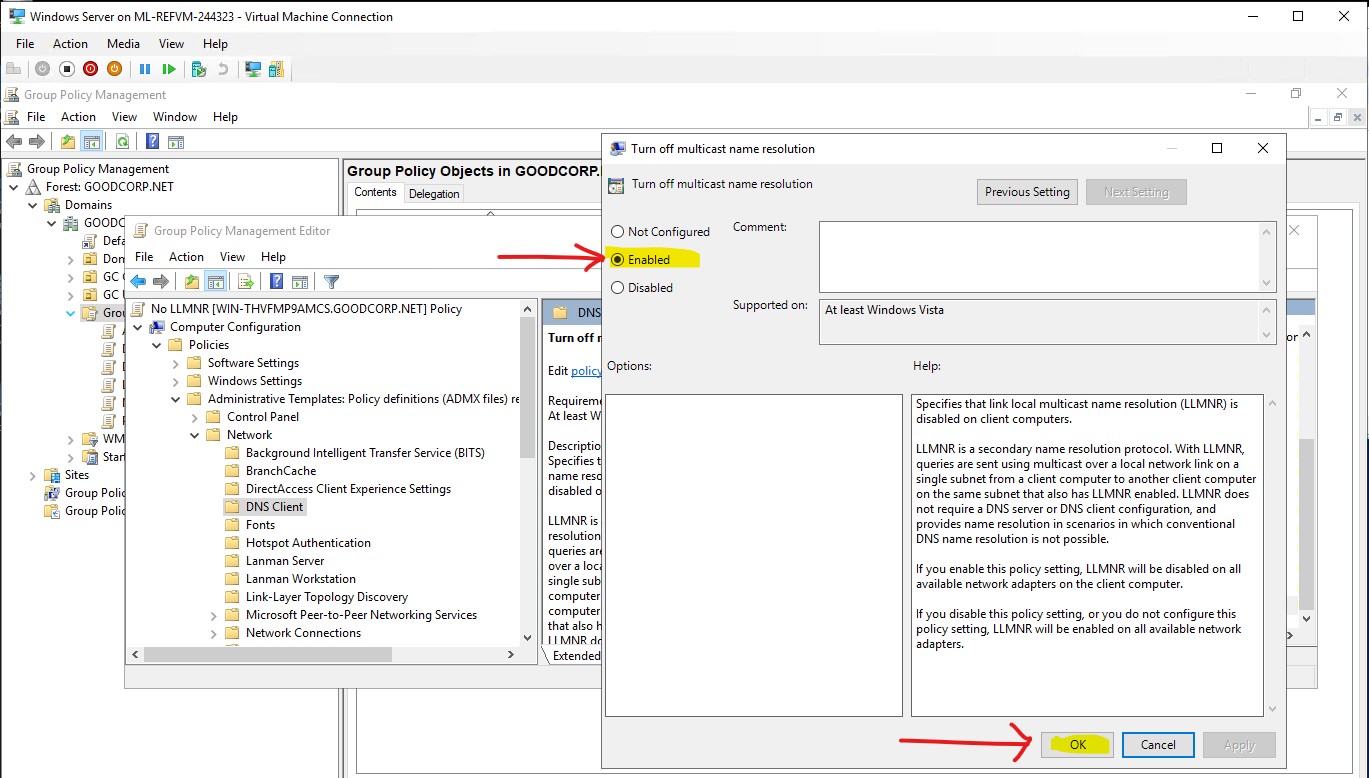 Windows Server on ML-REFVM-244323 - Virtual Machine Connection
File Action Media View Help
Group Policy Management
File Action View Window Help
Group Policy Management
Forest: GOODCORP.NET
Domains
GOODC
Defa
Don
GC
GC
Grou
WM
Star
Sites
Group Polic
Group Polic
Group Policy Objects in GOODCORP.
Contents Delegation
Group Policy Management Editor
File Action View Help
No LLMNR [WIN-THVFMP9AMCS.GOODCORP.NET] Policy
Computer Configuration
Policies
Software Settings
Windows Settings
Administrative Templates: Policy definitions (ADMX files) re
Control Panel
Network
Background Intelligent Transfer Service (BITS)
BranchCache
DirectAccess Client Experience Settings
DNS Client
Fonts
Hotspot Authentication
Lanman Server
Lanman Workstation
Link-Layer Topology Discovery
Microsoft Peer-to-Peer Networking Services
Network Connections
DNS
Turn off
Edit policy
Requireme
At least W
Description
Specifies t
name reso
disabled o
LLMNR is
resolution
queries are
over a loca
single sub
computer
computer
that also h
LLMNR do
Extended
Turn off multicast name resolution
Turn off multicast name resolution
Previous Setting Next Setting
Not Configured
Enabled
Disabled
Comment:
Supported on:
At least Windows Vista
Options:
Help:
Specifies that link local multicast name resolution (LLMNR) is
disabled on client computers.
LLMNR is a secondary name resolution protocol. With LLMNR,
queries are sent using multicast over a local network link on a
single subnet from a client computer to another client computer
on the same subnet that also has LLMNR enabled. LLMNR does
not require a DNS server or DNS client configuration, and
provides name resolution in scenarios in which conventional
DNS name resolution is not possible.
If you enable this policy setting, LLMNR will be disabled on all
available network adapters on the client computer.
If you disable this policy setting, or you do not configure this
policy setting, LLMNR will be enabled on all available network
adapters.
OK Cancel Apply